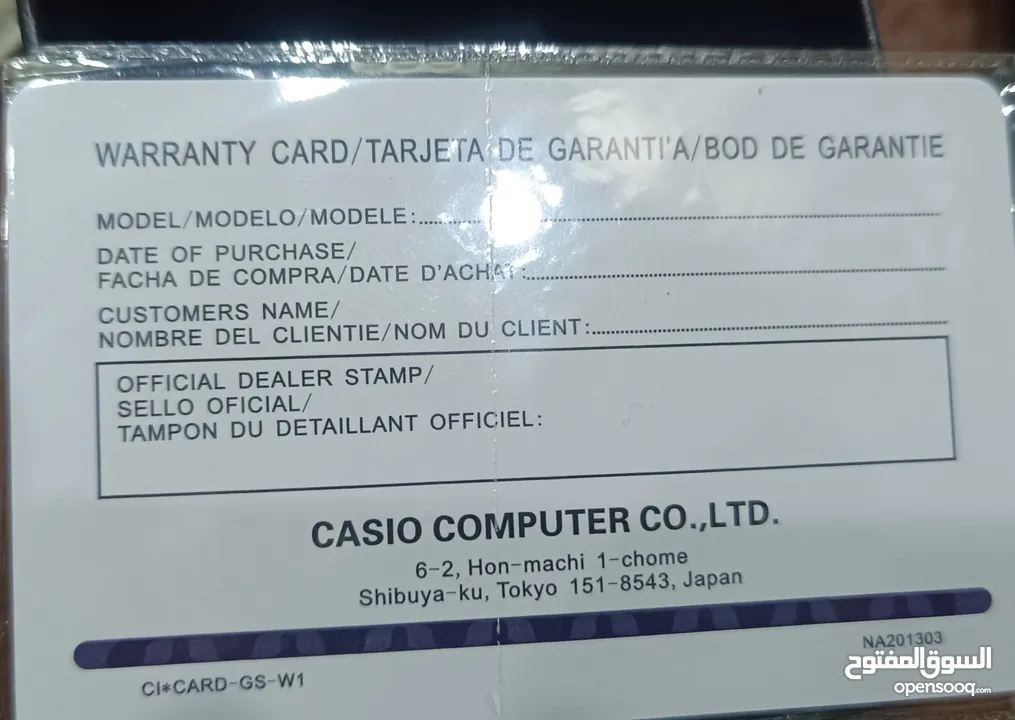 WARRANTY CARD/TARJETA DE GARANTI'A/BOD DE GARANTIE
MODEL/MODELO/MODELE:
DATE OF PURCHASE/
FACHA DE COMPRA/DATE D'ACHAT:
CUSTOMERS NAME/
NOMBRE DEL CLIENTIE/NOM DU CLIENT:
OFFICIAL DEALER STAMP/
SELLO OFICIAL/
TAMPON DU DETAILLANT OFFICIEL:
CASIO COMPUTER CO.,LTD.
6-2, Hon-machi 1-chome
Shibuya-ku, Tokyo 151-8543, Japan
NA201303
CI*CARD-GS-W1
السوق المفتوح
opensooq.com